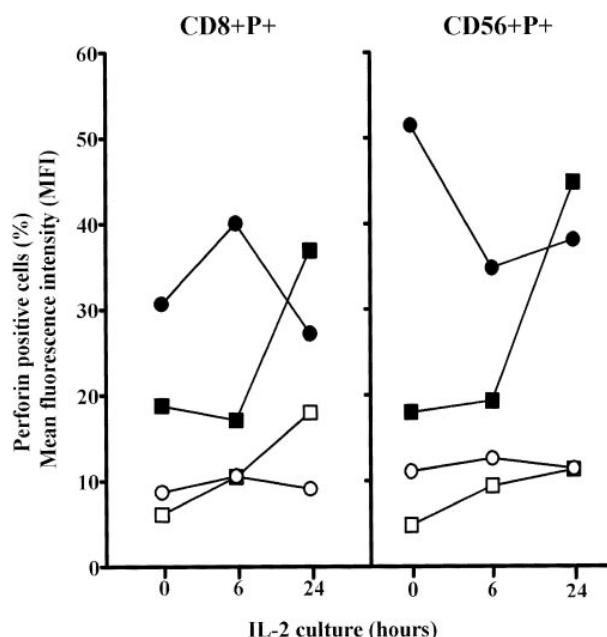 CD8+P+ CD56+P+
Perforin positive cells (%)
Mean fluorescence intensity (MFI)
60
50
40
30
20
10
0
0 6 24 0 6 24
IL-2 culture (hours)